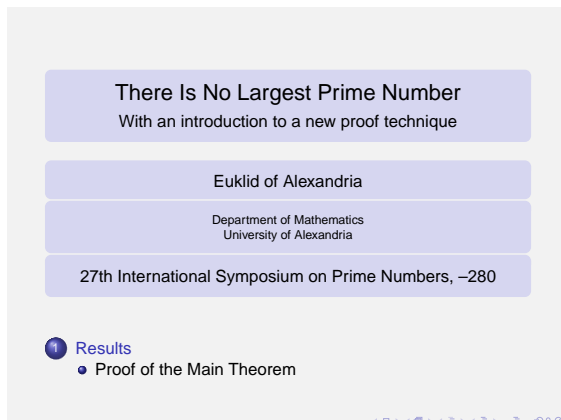 There Is No Largest Prime Number
With an introduction to a new proof technique
Euklid of Alexandria
Department of Mathematics
University of Alexandria
27th International Symposium on Prime Numbers, –280
1 Results
Proof of the Main Theorem